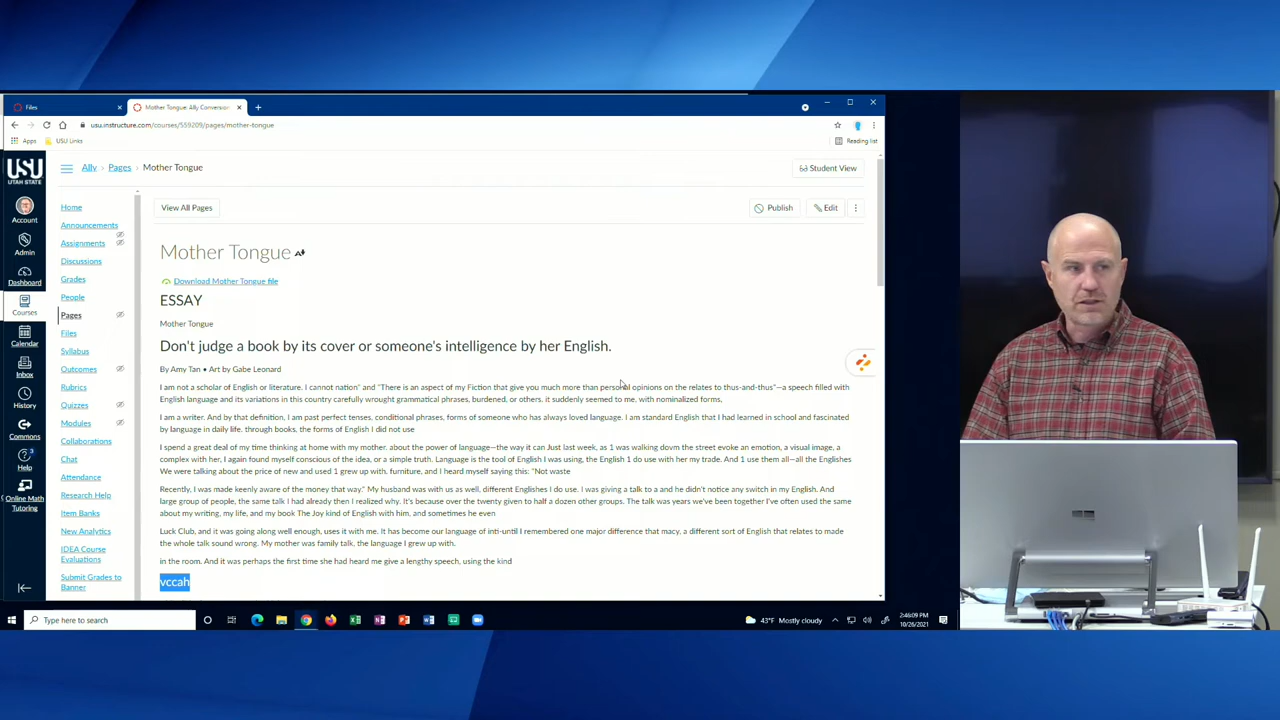 Files
Mother Tongue: Ally Conversion
usu.instructure.com/courses/559209/pages/mother-tongue
Apps
USU Links
Reading list
USU
UTAH STATE
Account
Admin
Dashboard
Courses
Calendar
Inbox
History
Commons
Help
Online Math
Tutoring
Ally
Pages
Mother Tongue
Student View
Home
Announcements
Assignments
Discussions
Grades
People
Pages
Files
Syllabus
Outcomes
Rubrics
Quizzes
Modules
Collaborations
Chat
Attendance
Research Help
Item Banks
New Analytics
IDEA Course
Evaluations
Submit Grades to
Banner
View All Pages
Publish
Edit
Mother Tongue
Download Mother Tongue file
ESSAY
Mother Tongue
Don't judge a book by its cover or someone's intelligence by her English.
By Amy Tan • Art by Gabe Leonard
I am not a scholar of English or literature. I cannot nation" and "There is an aspect of my Fiction that give you much more than personal opinions on the relates to thus-and-thus"—a speech filled with
English language and its variations in this country carefully wrought grammatical phrases, burdened, or others. it suddenly seemed to me. with nominalized forms,
I am a writer. And by that definition, I am past perfect tenses. conditional phrases. forms of someone who has always loved language. I am standard English that I had learned in school and fascinated
by language in daily life. through books, the forms of English I did not use
I spend a great deal of my time thinking at home with my mother. about the power of language—the way it can Just last week, as 1 was walking dovm the street evoke an emotion, a visual image, a
complex with her, I again found myself conscious of the idea, or a simple truth. Language is the tool of English I was using, the English 1 do use with her my trade. And 1 use them all—all the Englishes
We were talking about the price of new and used 1 grew up with. furniture, and I heard myself saying this: "Not waste
Recently, I was made keenly aware of the money that way." My husband was with us as well, different Englishes I do use. I was giving a talk to a and he didn't notice any switch in my English. And
large group of people, the same talk I had already then I realized why. It's because over the twenty given to half a dozen other groups. The talk was years we've been together I've often used the same
about my writing, my life, and my book The Joy kind of English with him, and sometimes he even
Luck Club, and it was going along well enough, uses it with me. It has become our language of inti-until I remembered one major difference that macy, a different sort of English that relates to made
the whole talk sound wrong. My mother was family talk. the language I grew up with.
in the room. And it was perhaps the first time she had heard me give a lengthy speech, using the kind
vccah
Type here to search
43°F Mostly cloudy
2:46:09 PM
10/26/2021